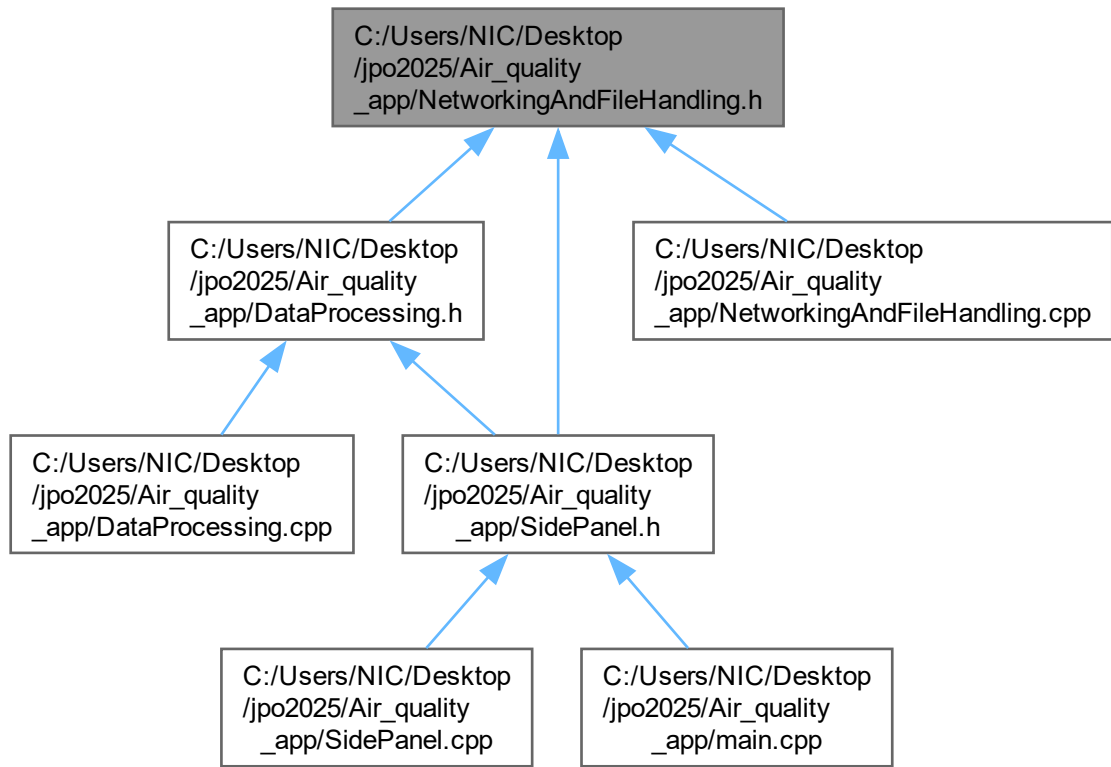 C:/Users/NIC/Desktop
/jpo2025/Air_quality
_app/NetworkingAndFileHandling.h
C:/Users/NIC/Desktop
/jpo2025/Air_quality
_app/DataProcessing.h
C:/Users/NIC/Desktop
/jpo2025/Air_quality
_app/NetworkingAndFileHandling.cpp
C:/Users/NIC/Desktop
/jpo2025/Air_quality
_app/DataProcessing.cpp
C:/Users/NIC/Desktop
/jpo2025/Air_quality
_app/SidePanel.h
C:/Users/NIC/Desktop
/jpo2025/Air_quality
_app/SidePanel.cpp
C:/Users/NIC/Desktop
/jpo2025/Air_quality
_app/main.cpp